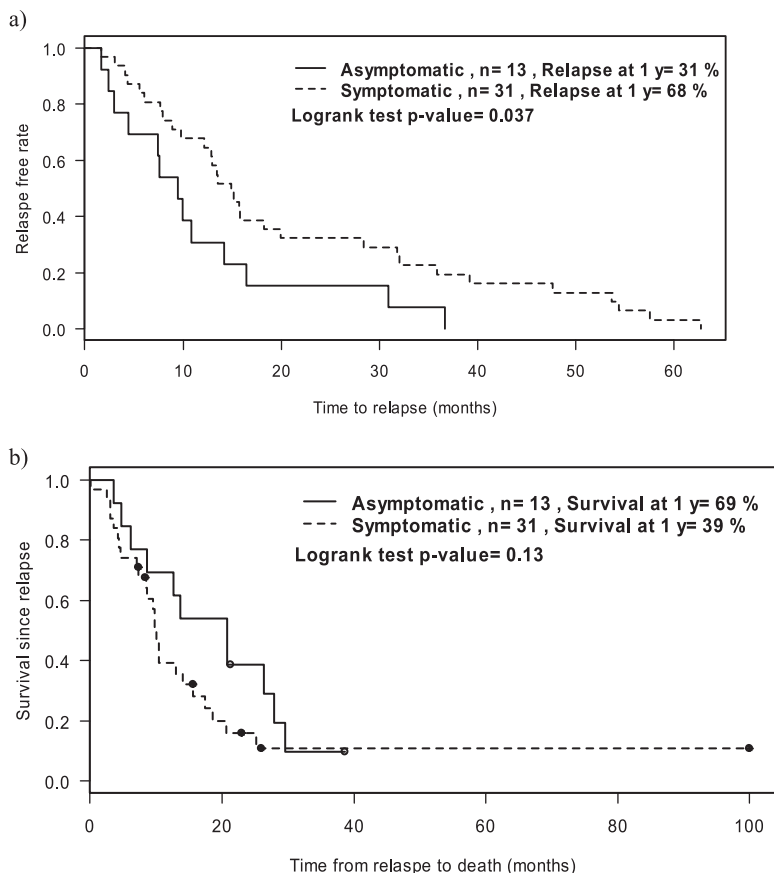 a)
Relaspe free rate
1.0
0.8
0.6
0.4
0.2
0.0
Asymptomatic , n= 13 , Relapse at 1 y= 31 %
Symptomatic , n= 31 , Relapse at 1 y= 68 %
Logrank test p-value= 0.037
0 10 20 30 40 50 60
Time to relapse (months)
b)
Survival since relapse
1.0
0.8
0.6
0.4
0.2
0.0
Asymptomatic , n= 13 , Survival at 1 y= 69 %
Symptomatic , n= 31 , Survival at 1 y= 39 %
Logrank test p-value= 0.13
0 20 40 60 80 100
Time from relaspe to death (months)